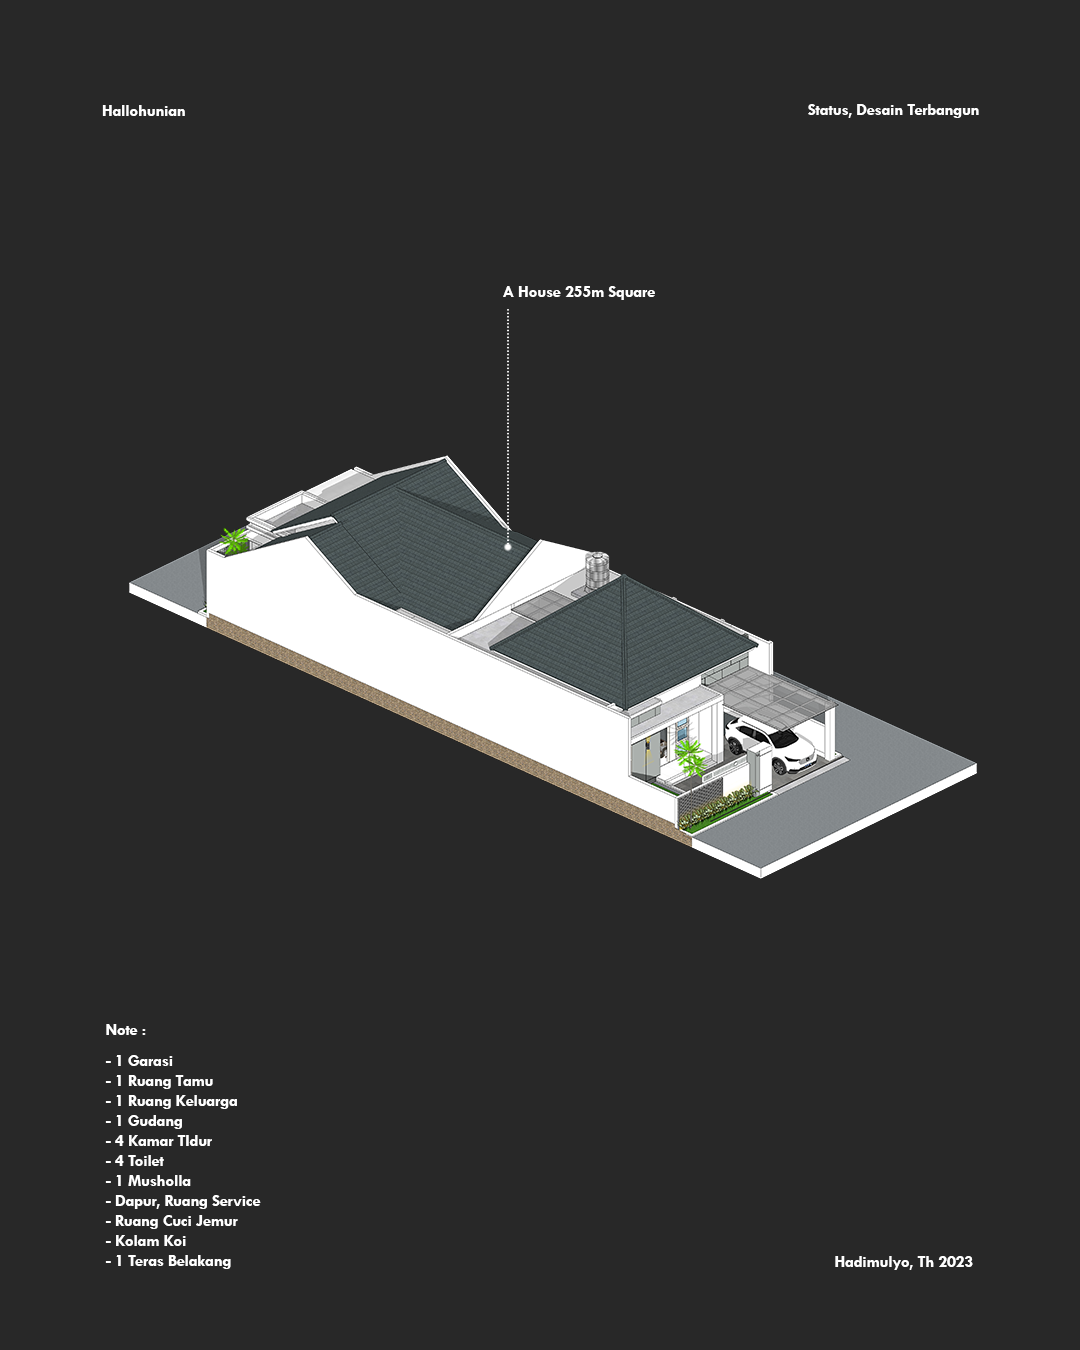 Hallohunian
Status, Desain Terbangun
A House 255m Square
Note :
- 1 Garasi
- 1 Ruang Tamu
- 1 Ruang Keluarga
- 1 Gudang
- 4 Kamar TIdur
- 4 Toilet
- 1 Musholla
- Dapur, Ruang Service
- Ruang Cuci Jemur
- Kolam Koi
- 1 Teras Belakang
Hadimulyo, Th 2023